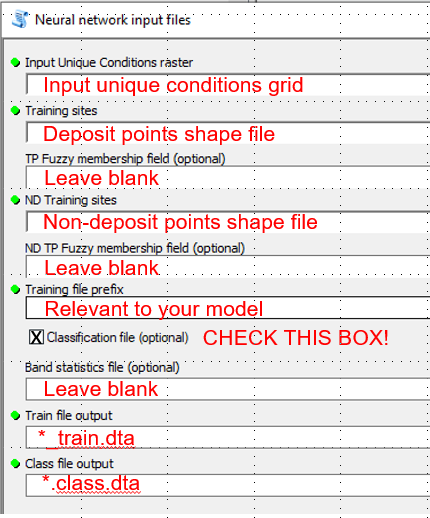 Neural network input files
Input Unique Conditions raster
Input unique conditions grid
Training sites
Deposit points shape file
TP Fuzzy membership field (optional)
Leave blank
ND Training sites
Non-deposit points shape file
ND TP Fuzzy membership field (optional)
Leave blank
Training file prefix
Relevant to your model
X Classification file (optional) CHECK THIS BOX!
Band statistics file (optional)
Leave blank
Train file output
*_train.dta
Class file output
*.class.dta